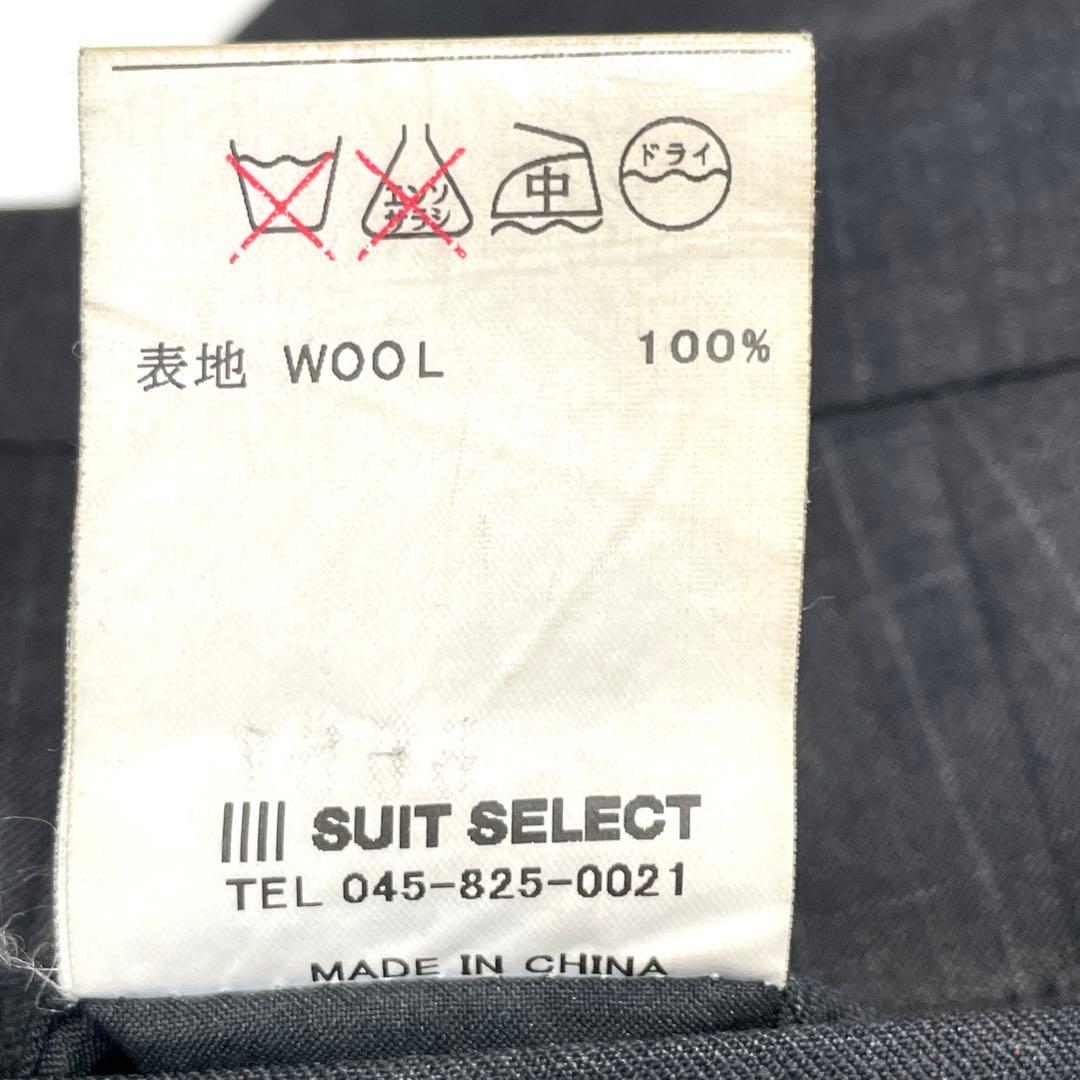 エンソ サラシ 中 ドライ
表地 WOOL 100%
SUIT SELECT
TEL 045-825-0021
MADE IN CHINA